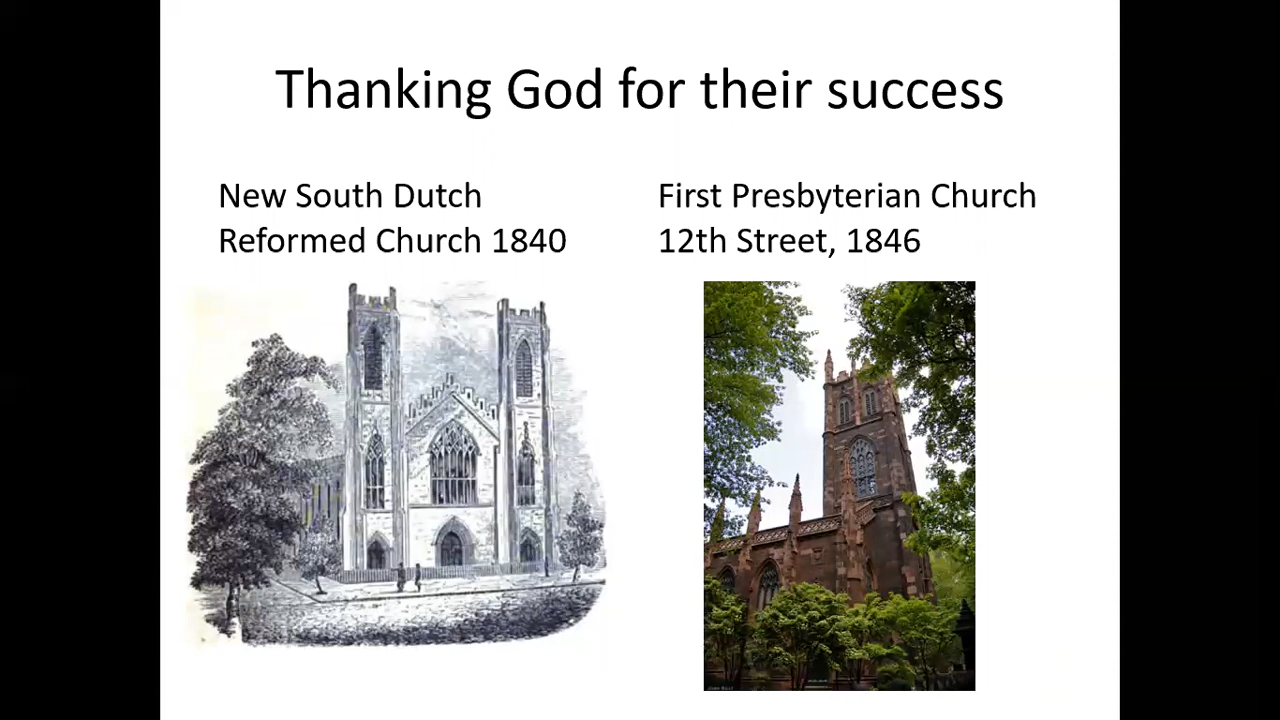 Thanking God for their success
New South Dutch
Reformed Church 1840
First Presbyterian Church
12th Street, 1846